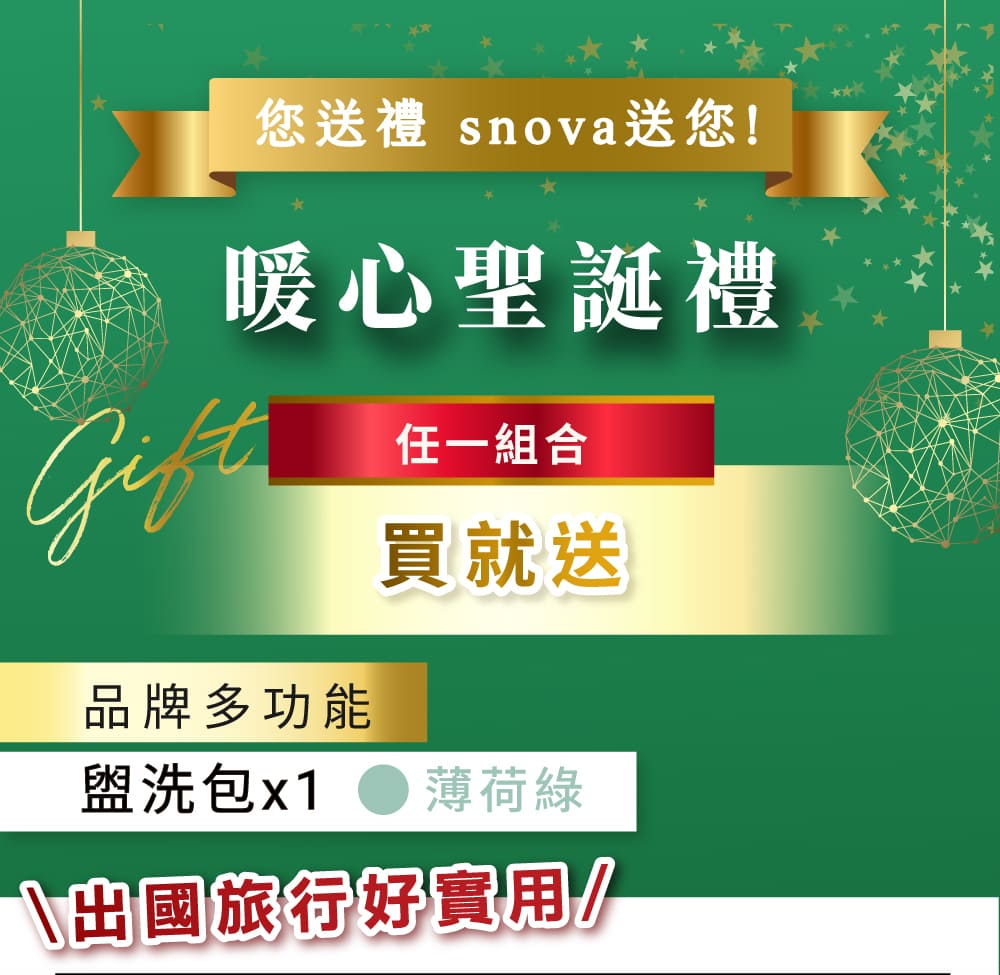 您送禮 snova送您!
暖心聖誕禮
Gift
任一組合
買就送
品牌多功能
盥洗包x1 薄荷綠
\出國旅行好實用/